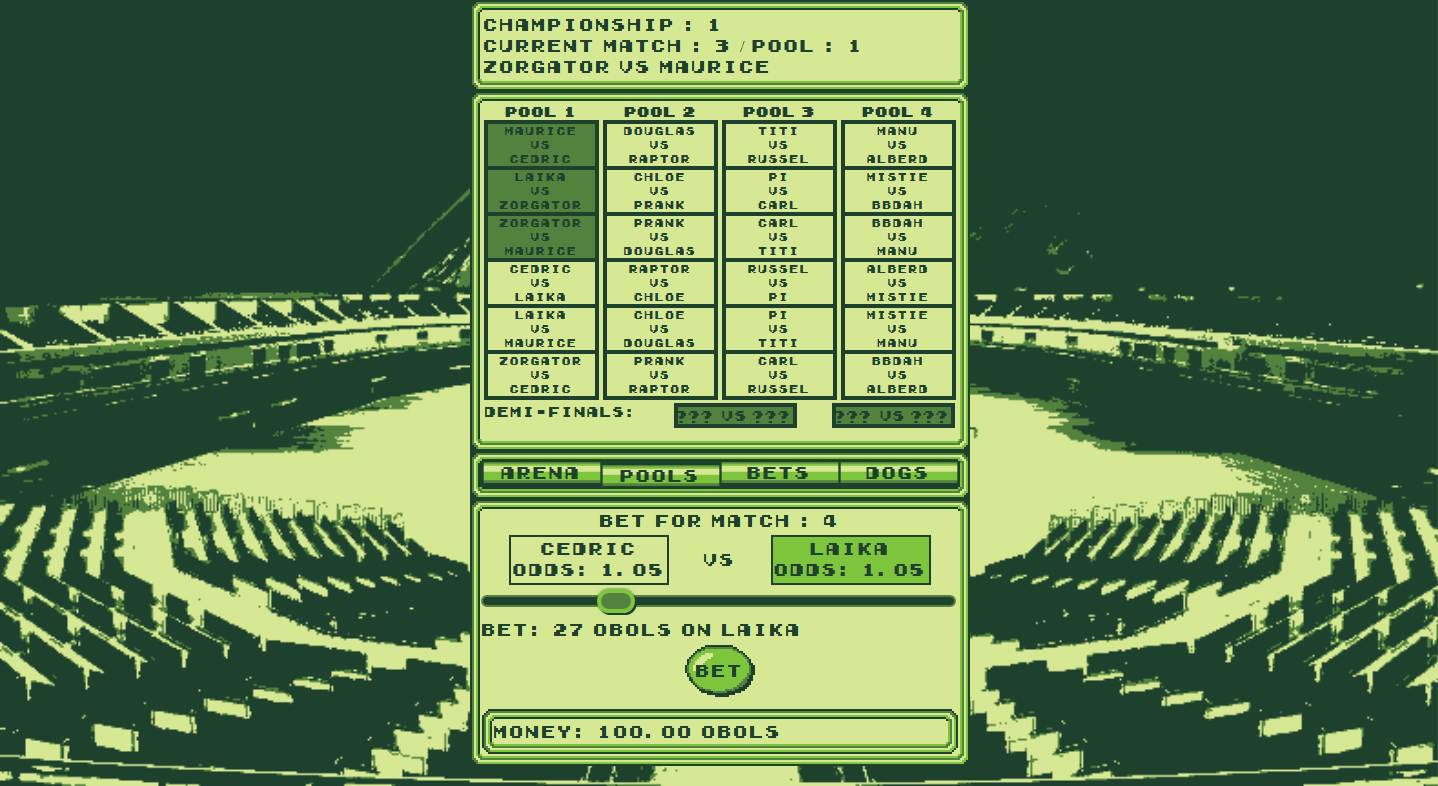 CHAMPIONSHIP : 1
CURRENT MATCH : 3 / POOL : 1
ZORGATOR VS MAURICE
POOL 1 POOL 2 POOL 3 POOL 4
MAURICE DOUGLAS TITI MANU
VS VS VS VS
CEDRIC RAPTOR RUSSEL ALBERD
LAIKA CHLOE PI MISTIE
VS VS VS VS
ZORGATOR PRANK CARL BBDAH
ZORGATOR PRANK CARL BBDAH
VS VS VS VS
MAURICE DOUGLAS TITI MANU
CEDRIC RAPTOR RUSSEL ALBERD
VS VS VS VS
LAIKA CHLOE PI MISTIE
LAIKA CHLOE PI MISTIE
VS VS VS VS
MAURICE DOUGLAS TITI MANU
ZORGATOR PRANK CARL BBDAH
VS VS VS VS
CEDRIC RAPTOR RUSSEL ALBERD
DEMI-FINALS: ??? VS ??? ??? VS ???
ARENA POOLS BETS DOGS
BET FOR MATCH : 4
CEDRIC VS LAIKA
ODDS: 1.05 ODDS: 1.05
BET: 27 OBOLS ON LAIKA
BET
MONEY: 100.00 OBOLS